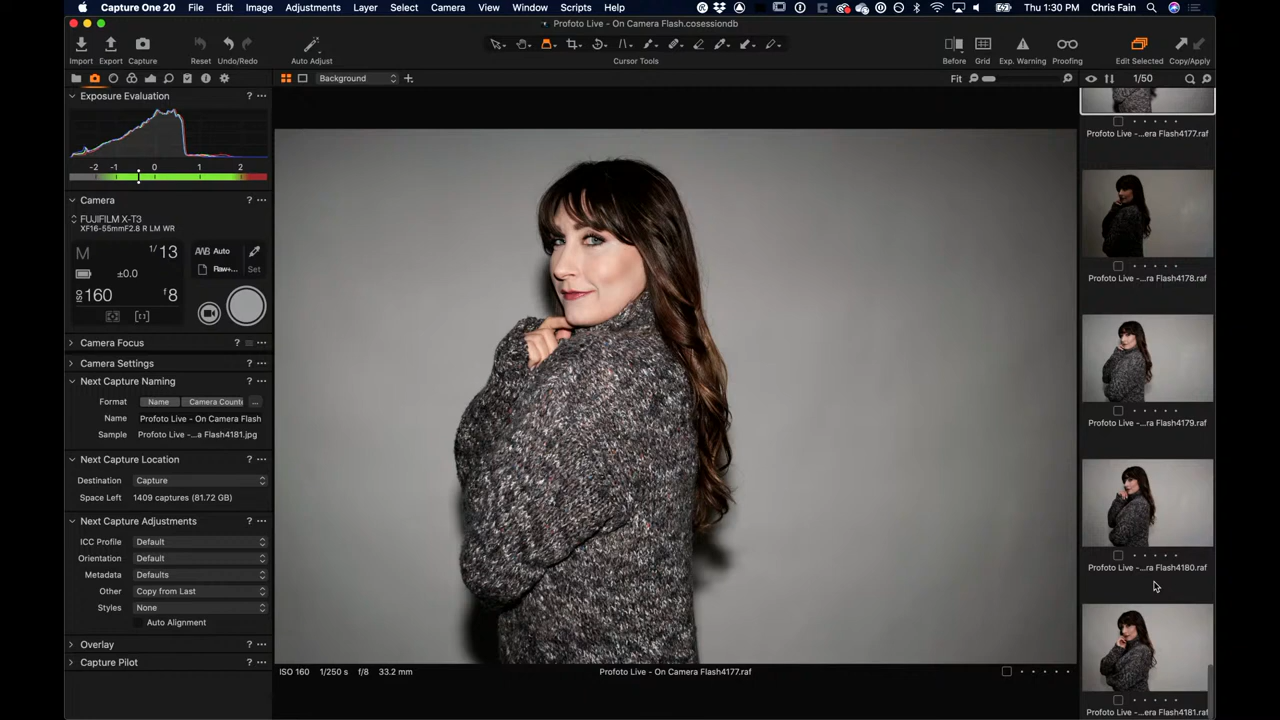 Capture One 20 File Edit View Image Adjustments Layer Select Camera View Window Scripts Help Thu 1:30 PM Chris Fain
Profoto Live - On Camera Flash.cosessiondb
Import Export Capture Reset Undo/Redo Auto Adjust Cursor Tools Before Grid Exp. Warning Proofing Edit Selected Copy/Apply
Background Fit 1/50
Exposure Evaluation ? ...
-2 -1 0 1 2
Camera ? ...
FUJIFILM X-T3
XF16-55mmF2.8 R LM WR
M 1/13 AWB Auto
±0.0 Raw+... Set
ISO 160 f 8
Camera Focus ? ...
Camera Settings ? ...
Next Capture Naming ? ...
Format Name Camera Count ...
Name Profoto Live - On Camera Flash
Sample Profoto Live -...a Flash4181.jpg
Next Capture Location ? ...
Destination Capture
Space Left 1409 captures (81.72 GB)
Next Capture Adjustments ? ...
ICC Profile Default
Orientation Default
Metadata Defaults
Other Copy from Last
Styles None
Auto Alignment
Overlay ? ...
Capture Pilot ? ...
ISO 160 1/250 s f/8 33.2 mm Profoto Live - On Camera Flash4177.raf
Profoto Live -...era Flash4177.raf
Profoto Live -...ra Flash4178.raf
Profoto Live -...ra Flash4179.raf
Profoto Live -...ra Flash4180.raf
Profoto Live -...era Flash4181.raf